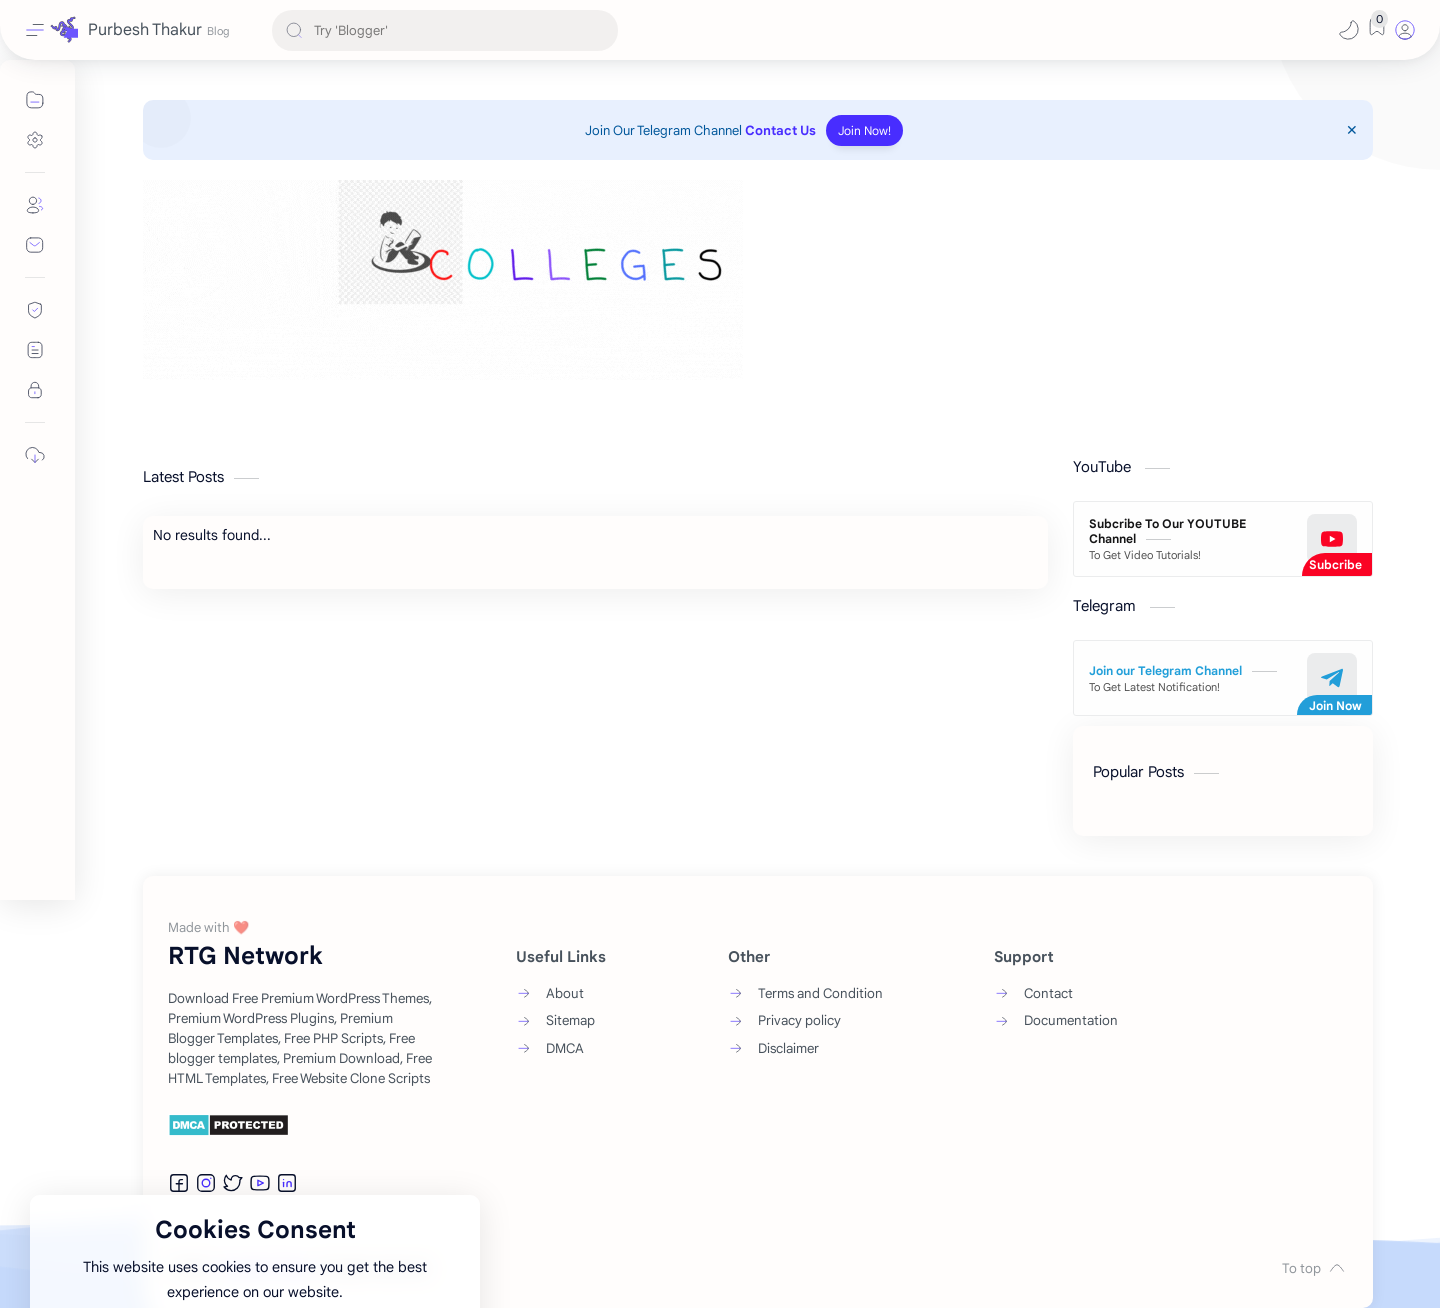 Purbesh Thakur Blog
Try 'Blogger'
0
Join Our Telegram Channel Contact Us Join Now! ✕
COLLEGES
Latest Posts
No results found...
YouTube
Subcribe To Our YOUTUBE
Channel
To Get Video Tutorials!
Subcribe
Telegram
Join our Telegram Channel
To Get Latest Notification!
Join Now
Popular Posts
Made with ❤️
RTG Network
Download Free Premium WordPress Themes,
Premium WordPress Plugins, Premium
Blogger Templates, Free PHP Scripts, Free
blogger templates, Premium Download, Free
HTML Templates, Free Website Clone Scripts
DMCA PROTECTED
Useful Links
About
Sitemap
DMCA
Other
Terms and Condition
Privacy policy
Disclaimer
Support
Contact
Documentation
To top
Cookies Consent
This website uses cookies to ensure you get the best
experience on our website.